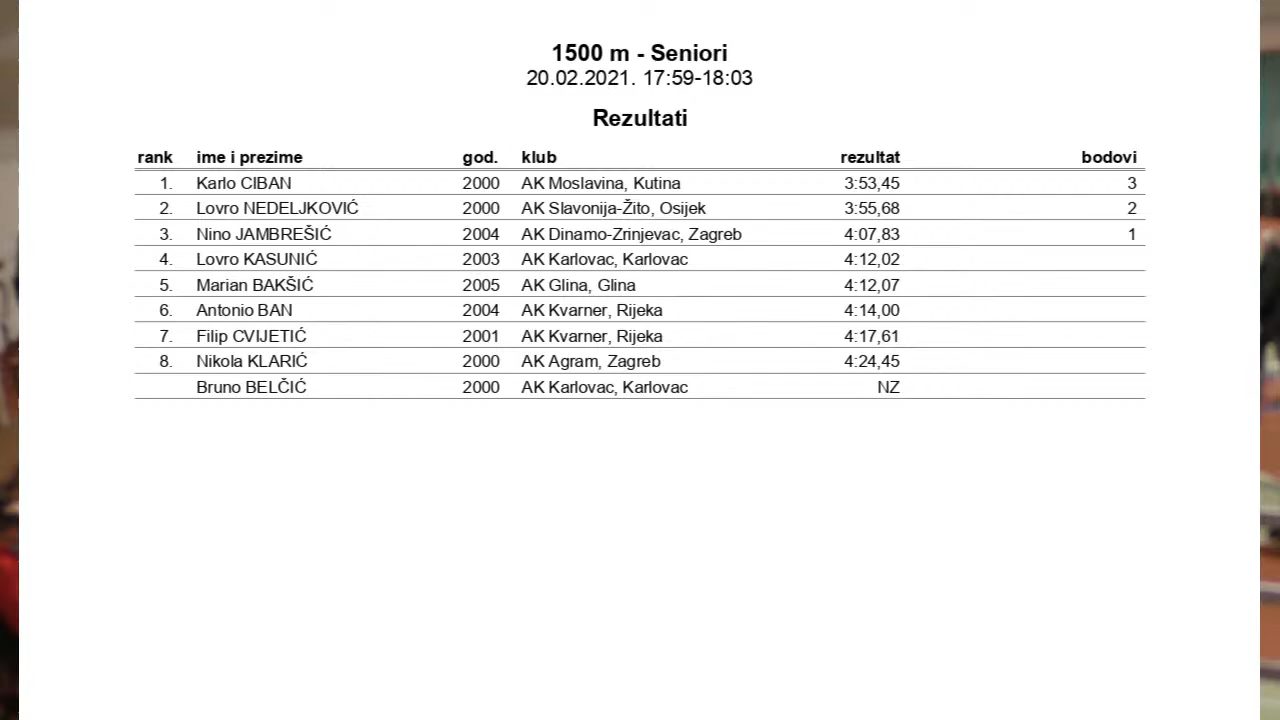 1500 m - Seniori
20.02.2021. 17:59-18:03
Rezultati
rank ime i prezime god. klub rezultat bodovi
1. Karlo CIBAN 2000 AK Moslavina, Kutina 3:53,45 3
2. Lovro NEDELJKOVIĆ 2000 AK Slavonija-Žito, Osijek 3:55,68 2
3. Nino JAMBREŠIĆ 2004 AK Dinamo-Zrinjevac, Zagreb 4:07,83 1
4. Lovro KASUNIĆ 2003 AK Karlovac, Karlovac 4:12,02
5. Marian BAKŠIĆ 2005 AK Glina, Glina 4:12,07
6. Antonio BAN 2004 AK Kvarner, Rijeka 4:14,00
7. Filip CVIJETIĆ 2001 AK Kvarner, Rijeka 4:17,61
8. Nikola KLARIĆ 2000 AK Agram, Zagreb 4:24,45
Bruno BELČIĆ 2000 AK Karlovac, Karlovac NZ